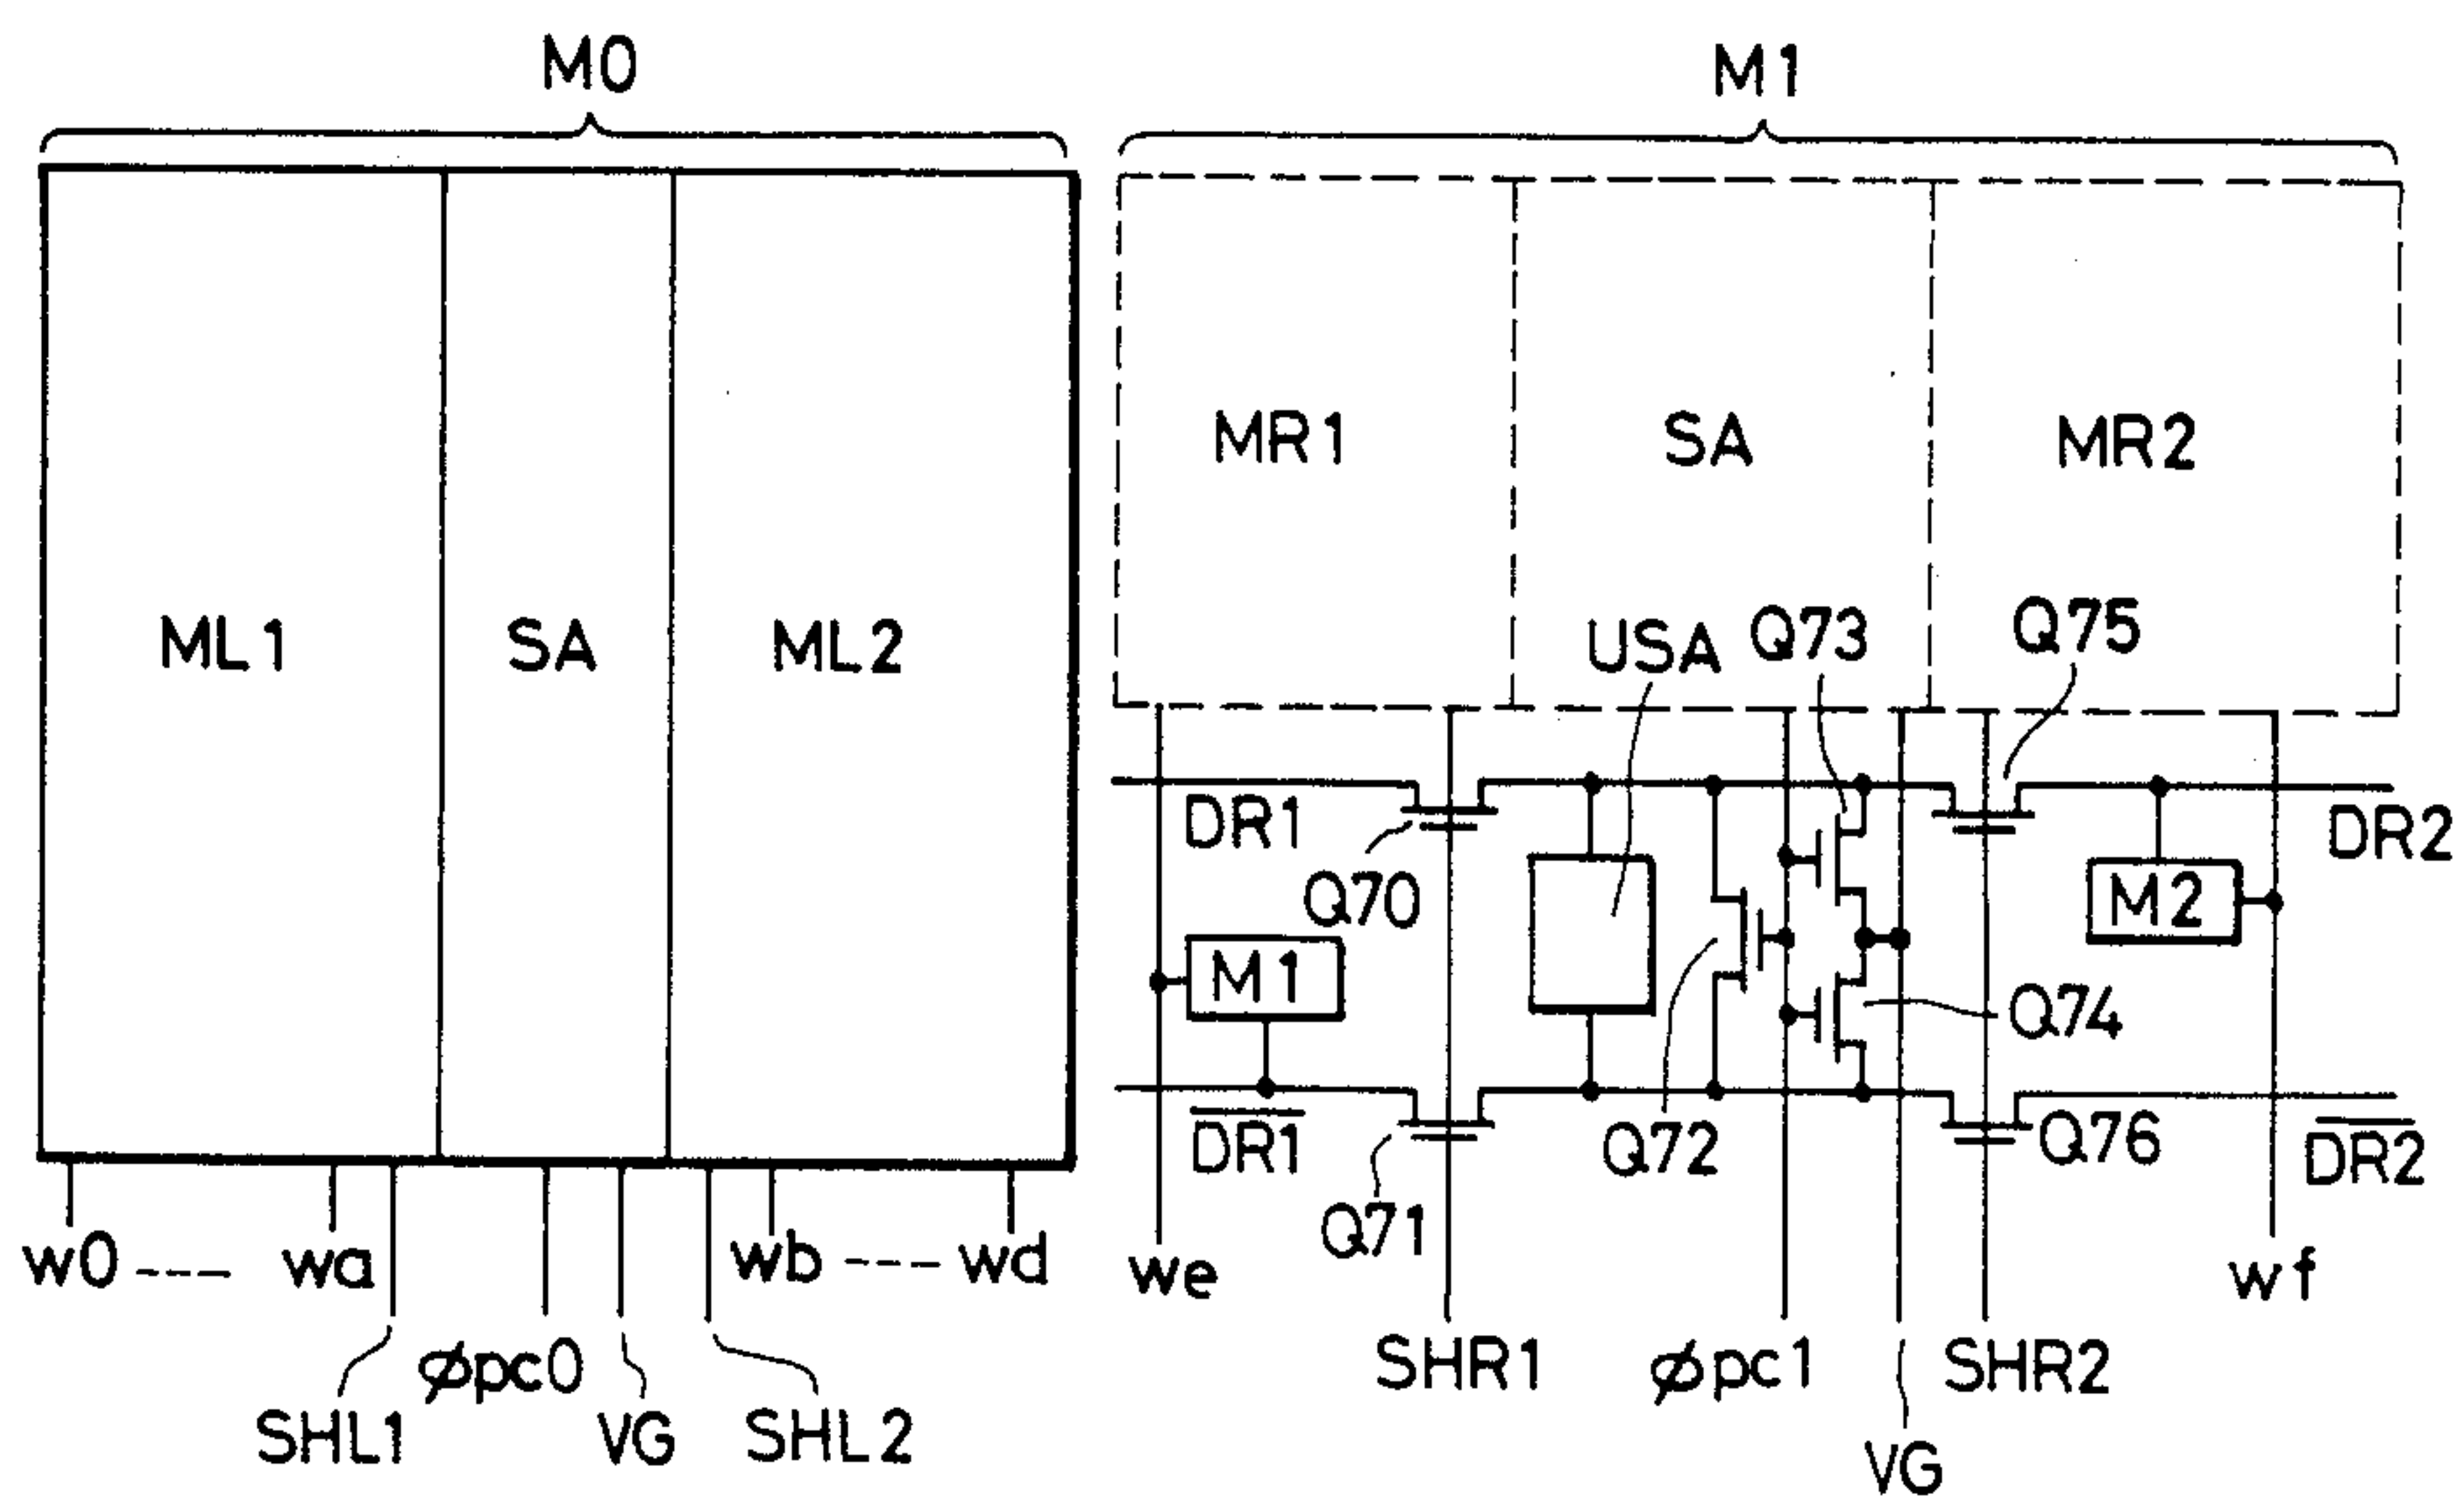 M0
M1
MR1
SA
MR2
ML1
SA
ML2
USA
Q73
Q75
DR1
DR2
Q70
M2
M1
Q74
DR1
Q72
Q76
DR2
Q71
w0 ---- wa
wb ---- wd
we
wf
SHL1
φpc0
VG
SHL2
SHR1
φpc1
SHR2
VG